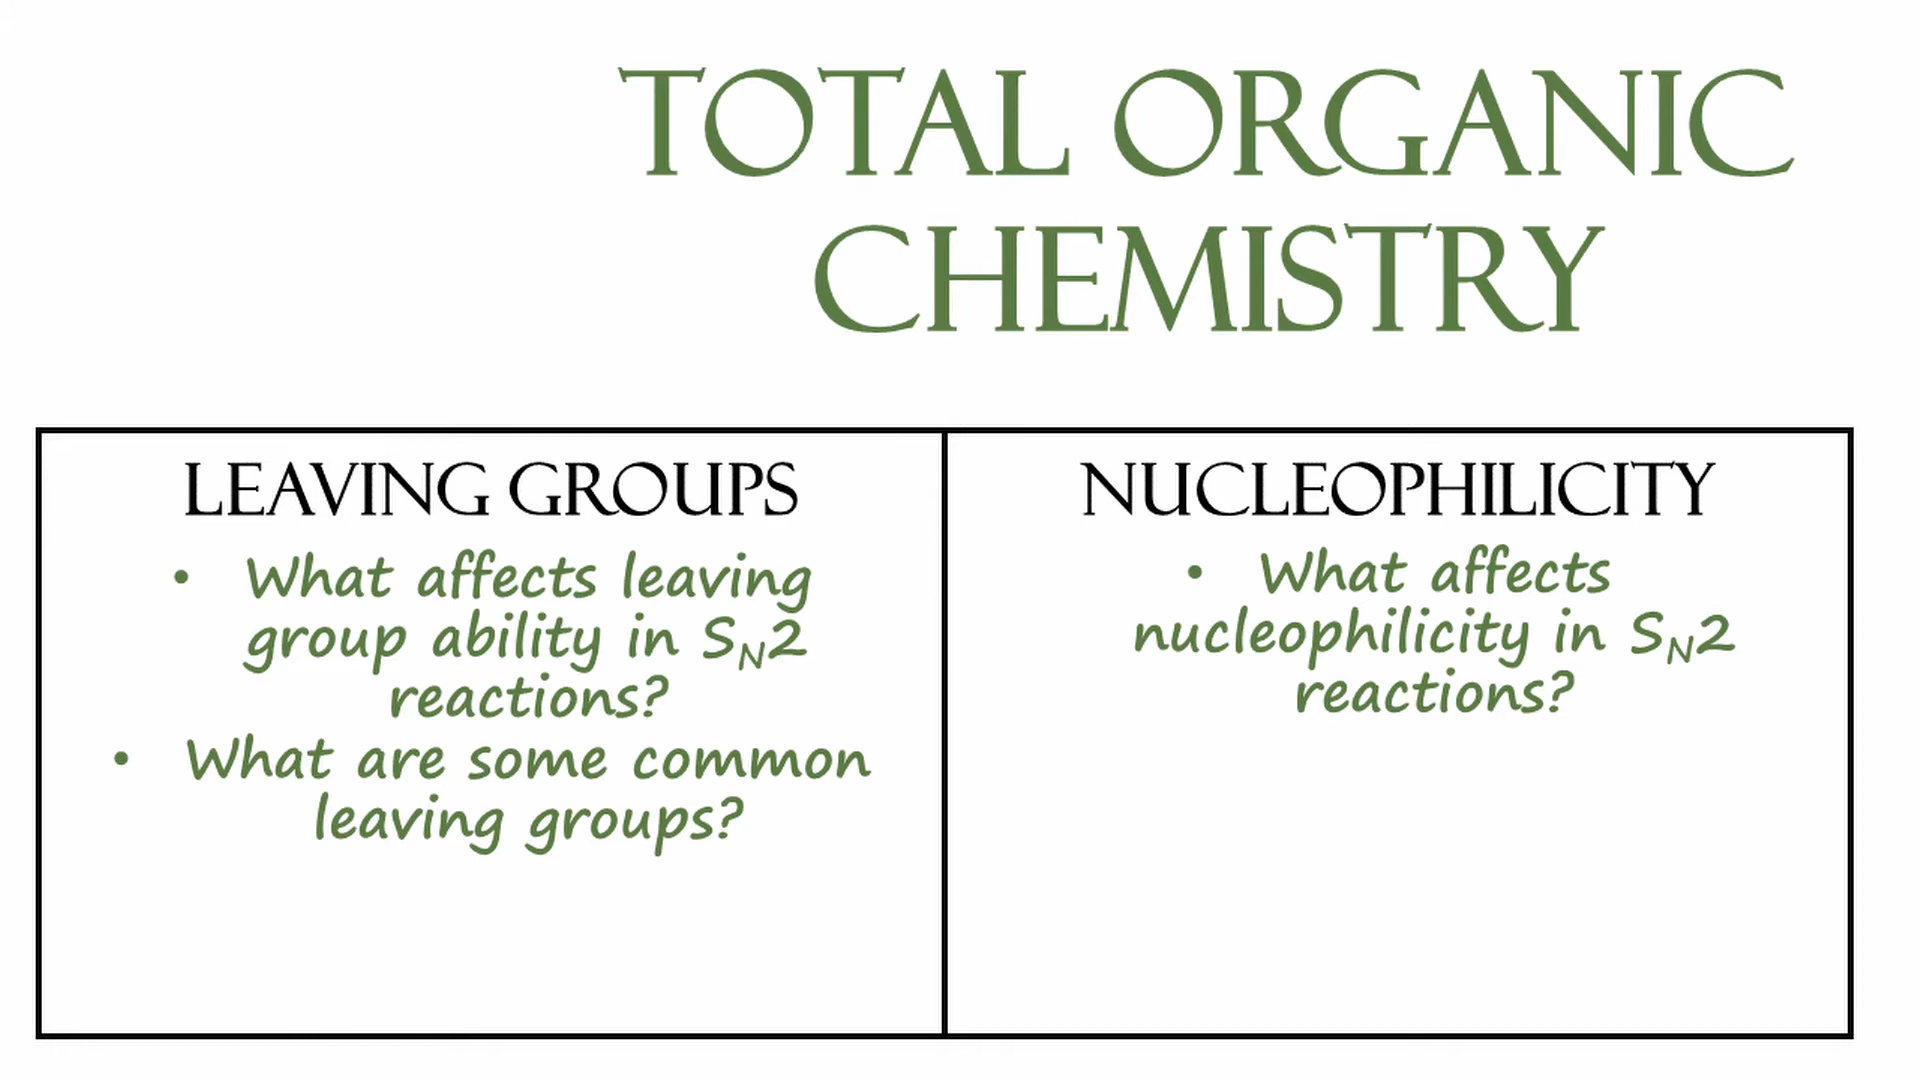 TOTAL ORGANIC
CHEMISTRY
LEAVING GROUPS
• What affects leaving
group ability in SN2
reactions?
• What are some common
leaving groups?
NUCLEOPHILICITY
• What affects
nucleophilicity in SN2
reactions?